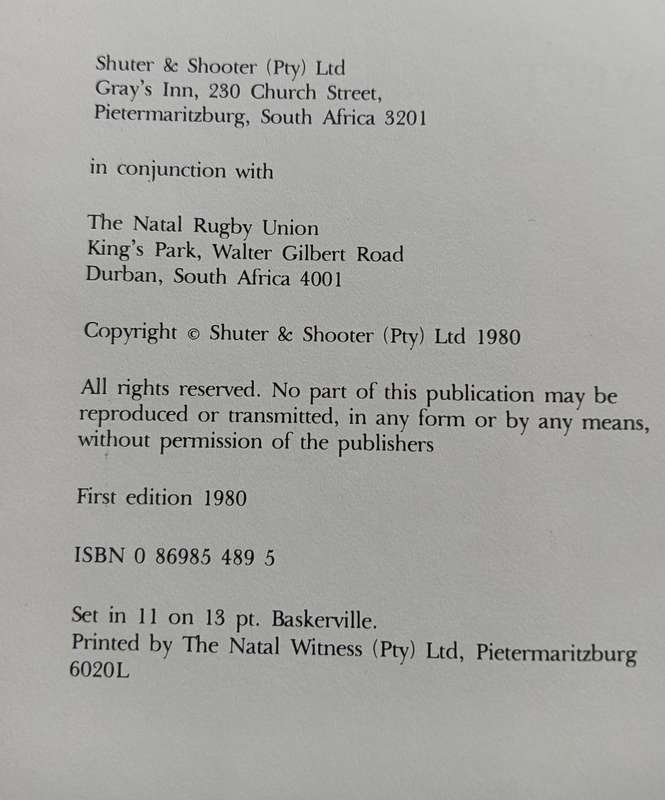 Shuter & Shooter (Pty) Ltd
Gray's Inn, 230 Church Street,
Pietermaritzburg, South Africa 3201
in conjunction with
The Natal Rugby Union
King's Park, Walter Gilbert Road
Durban, South Africa 4001
Copyright © Shuter & Shooter (Pty) Ltd 1980
All rights reserved. No part of this publication may be
reproduced or transmitted, in any form or by any means,
without permission of the publishers
First edition 1980
ISBN 0 86985 489 5
Set in 11 on 13 pt. Baskerville.
Printed by The Natal Witness (Pty) Ltd, Pietermaritzburg
6020L